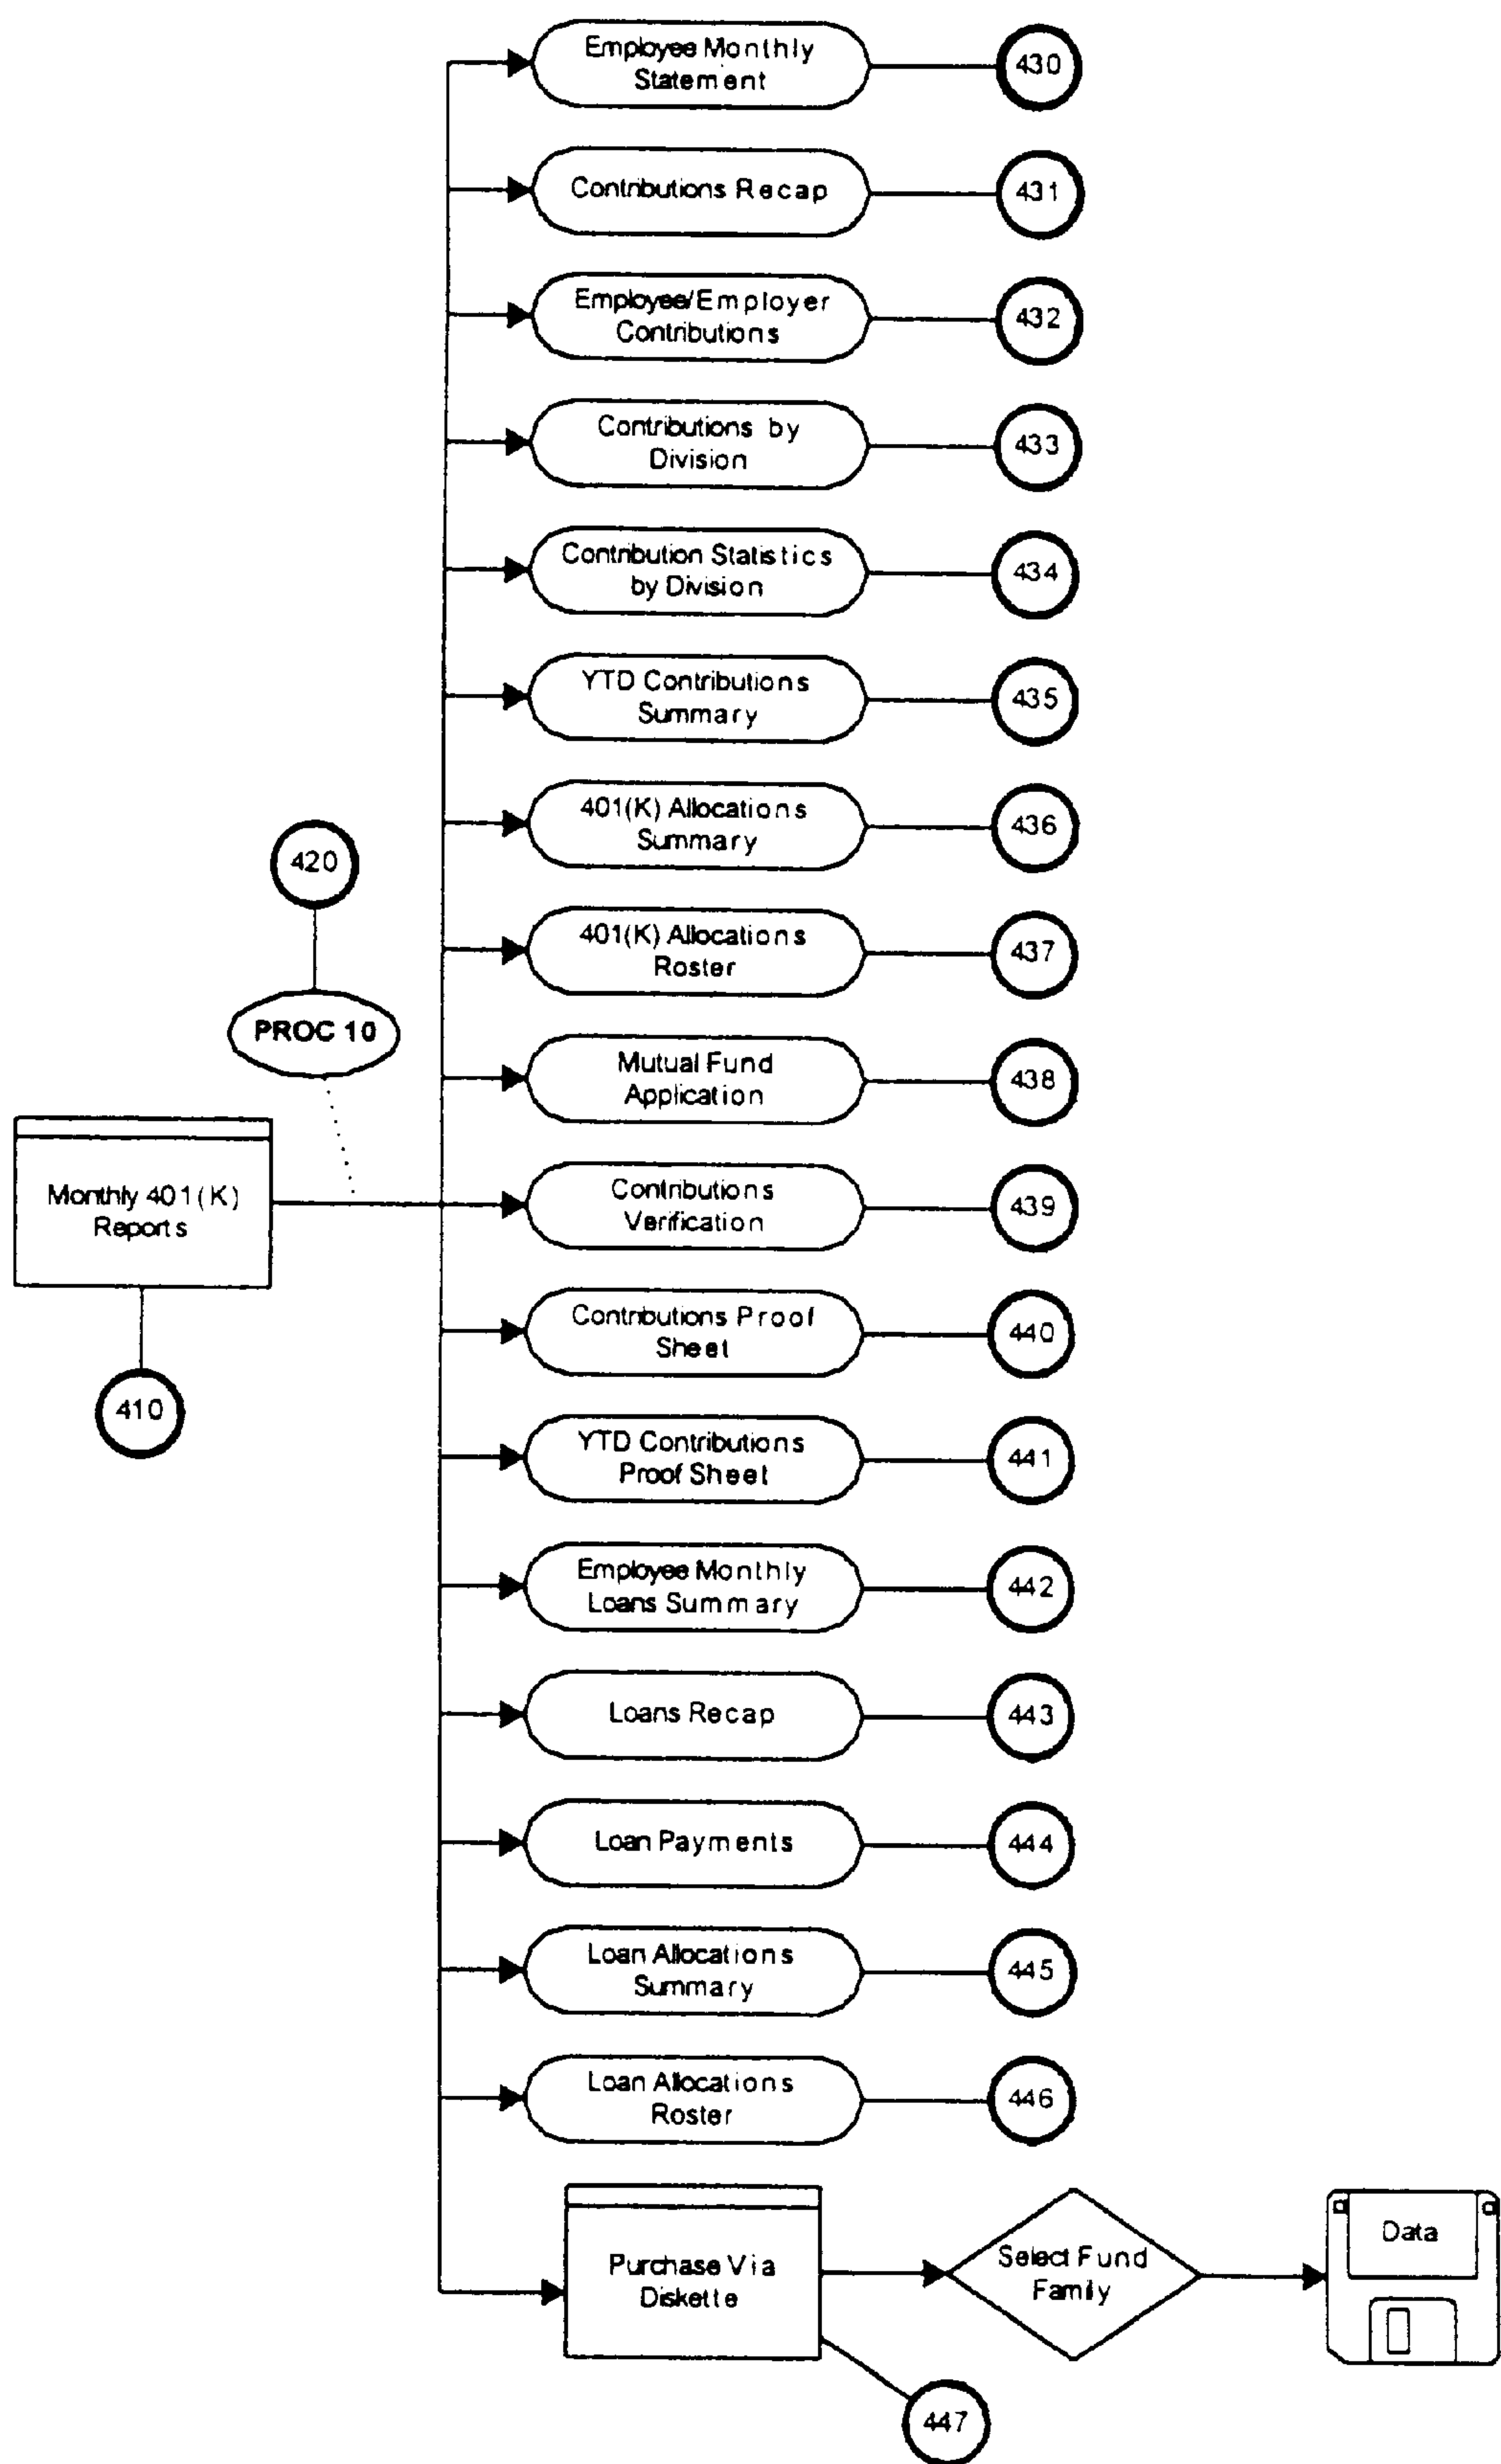 Employee Monthly
Statement
430
Contributions Recap
431
Employee/Employer
Contributions
432
Contributions by
Division
433
Contribution Statistics
by Division
434
YTD Contributions
Summary
435
401(K) Allocations
Summary
436
420
401(K) Allocations
Roster
437
PROC 10
Mutual Fund
Application
438
Monthly 401(K)
Reports
Contributions
Verification
439
Contributions Proof
Sheet
440
410
YTD Contributions
Proof Sheet
441
Employee Monthly
Loans Summary
442
Loans Recap
443
Loan Payments
444
Loan Allocations
Summary
445
Loan Allocations
Roster
446
Purchase Via
Diskette
Select Fund
Family
Data
447